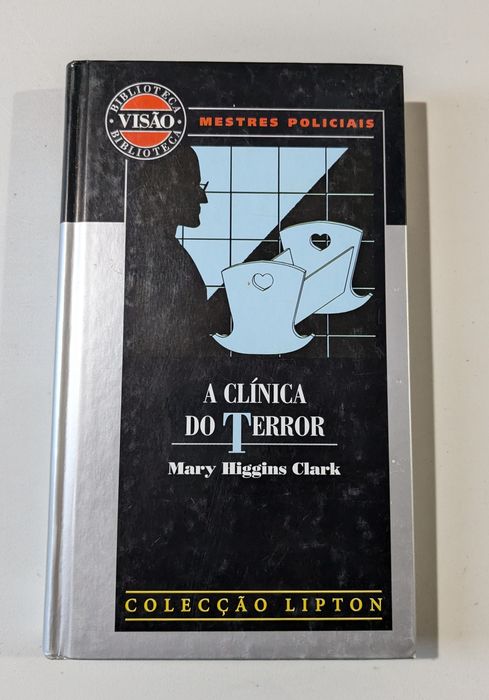 BIBLIOTECA
VISÃO
BIBLIOTECA
MESTRES POLICIAIS
A CLÍNICA
DO TERROR
Mary Higgins Clark
COLECÇÃO LIPTON